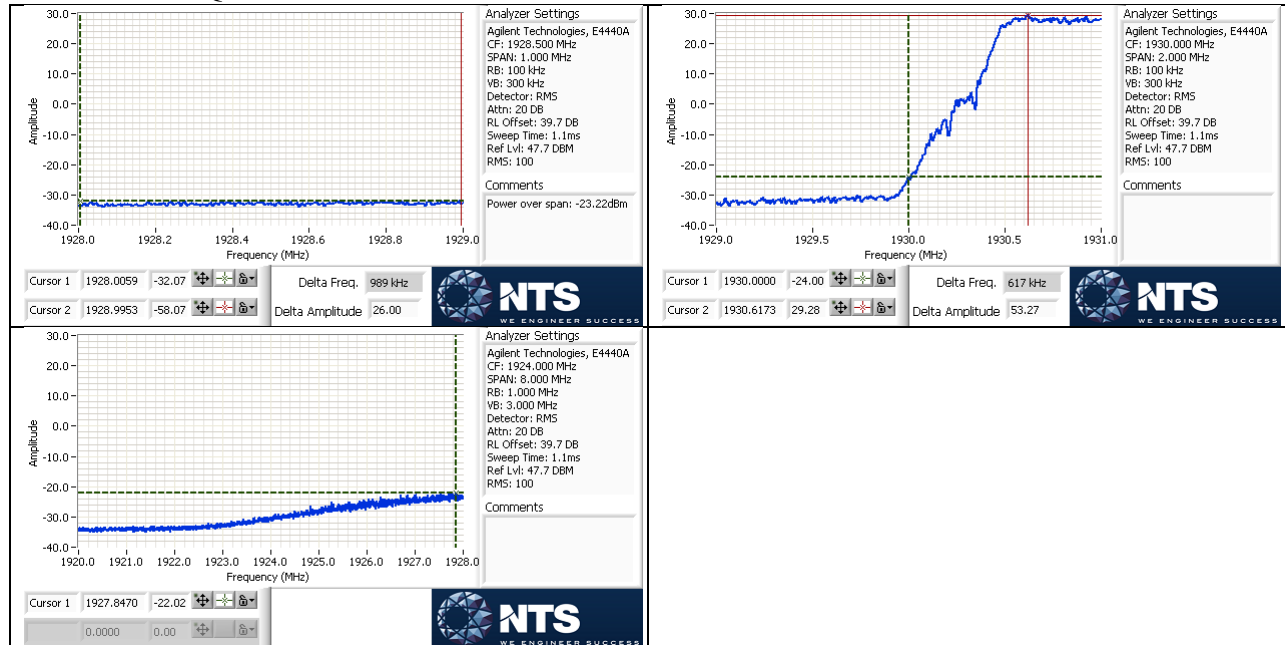 30.0
20.0
10.0
0.0
-10.0
-20.0
-30.0
-40.0
Amplitude
1928.0 1928.2 1928.4 1928.6 1928.8 1929.0
Frequency (MHz)
Analyzer Settings
Agilent Technologies, E4440A
CF: 1928.500 MHz
SPAN: 1.000 MHz
RB: 100 kHz
VB: 300 kHz
Detector: RMS
Attn: 20 DB
RL Offset: 39.7 DB
Sweep Time: 1.1ms
Ref Lvl: 47.7 DBM
RMS: 100
Comments
Power over span: -23.22dBm
Cursor 1 1928.0059 -32.07 Delta Freq. 989 kHz
Cursor 2 1928.9953 -58.07 Delta Amplitude 26.00
NTS
WE ENGINEER SUCCESS
30.0
20.0
10.0
0.0
-10.0
-20.0
-30.0
-40.0
Amplitude
1929.0 1929.5 1930.0 1930.5 1931.0
Frequency (MHz)
Analyzer Settings
Agilent Technologies, E4440A
CF: 1930.000 MHz
SPAN: 2.000 MHz
RB: 100 kHz
VB: 300 kHz
Detector: RMS
Attn: 20 DB
RL Offset: 39.7 DB
Sweep Time: 1.1ms
Ref Lvl: 47.7 DBM
RMS: 100
Comments
Cursor 1 1930.0000 -24.00 Delta Freq. 617 kHz
Cursor 2 1930.6173 29.28 Delta Amplitude 53.27
NTS
WE ENGINEER SUCCESS
30.0
20.0
10.0
0.0
-10.0
-20.0
-30.0
-40.0
Amplitude
1920.0 1921.0 1922.0 1923.0 1924.0 1925.0 1926.0 1927.0 1928.0
Frequency (MHz)
Analyzer Settings
Agilent Technologies, E4440A
CF: 1924.000 MHz
SPAN: 8.000 MHz
RB: 1.000 MHz
VB: 3.000 MHz
Detector: RMS
Attn: 20 DB
RL Offset: 39.7 DB
Sweep Time: 1.1ms
Ref Lvl: 47.7 DBM
RMS: 100
Comments
Cursor 1 1927.8470 -22.02
0.0000 0.00
NTS
WE ENGINEER SUCCESS